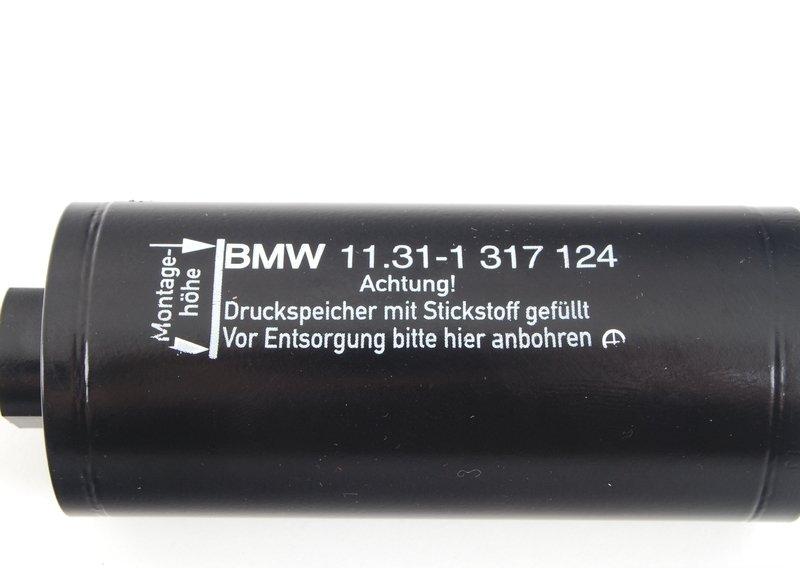 Montage-
höhe
BMW 11.31-1 317 124
Achtung!
Druckspeicher mit Stickstoff gefüllt
Vor Entsorgung bitte hier anbohren